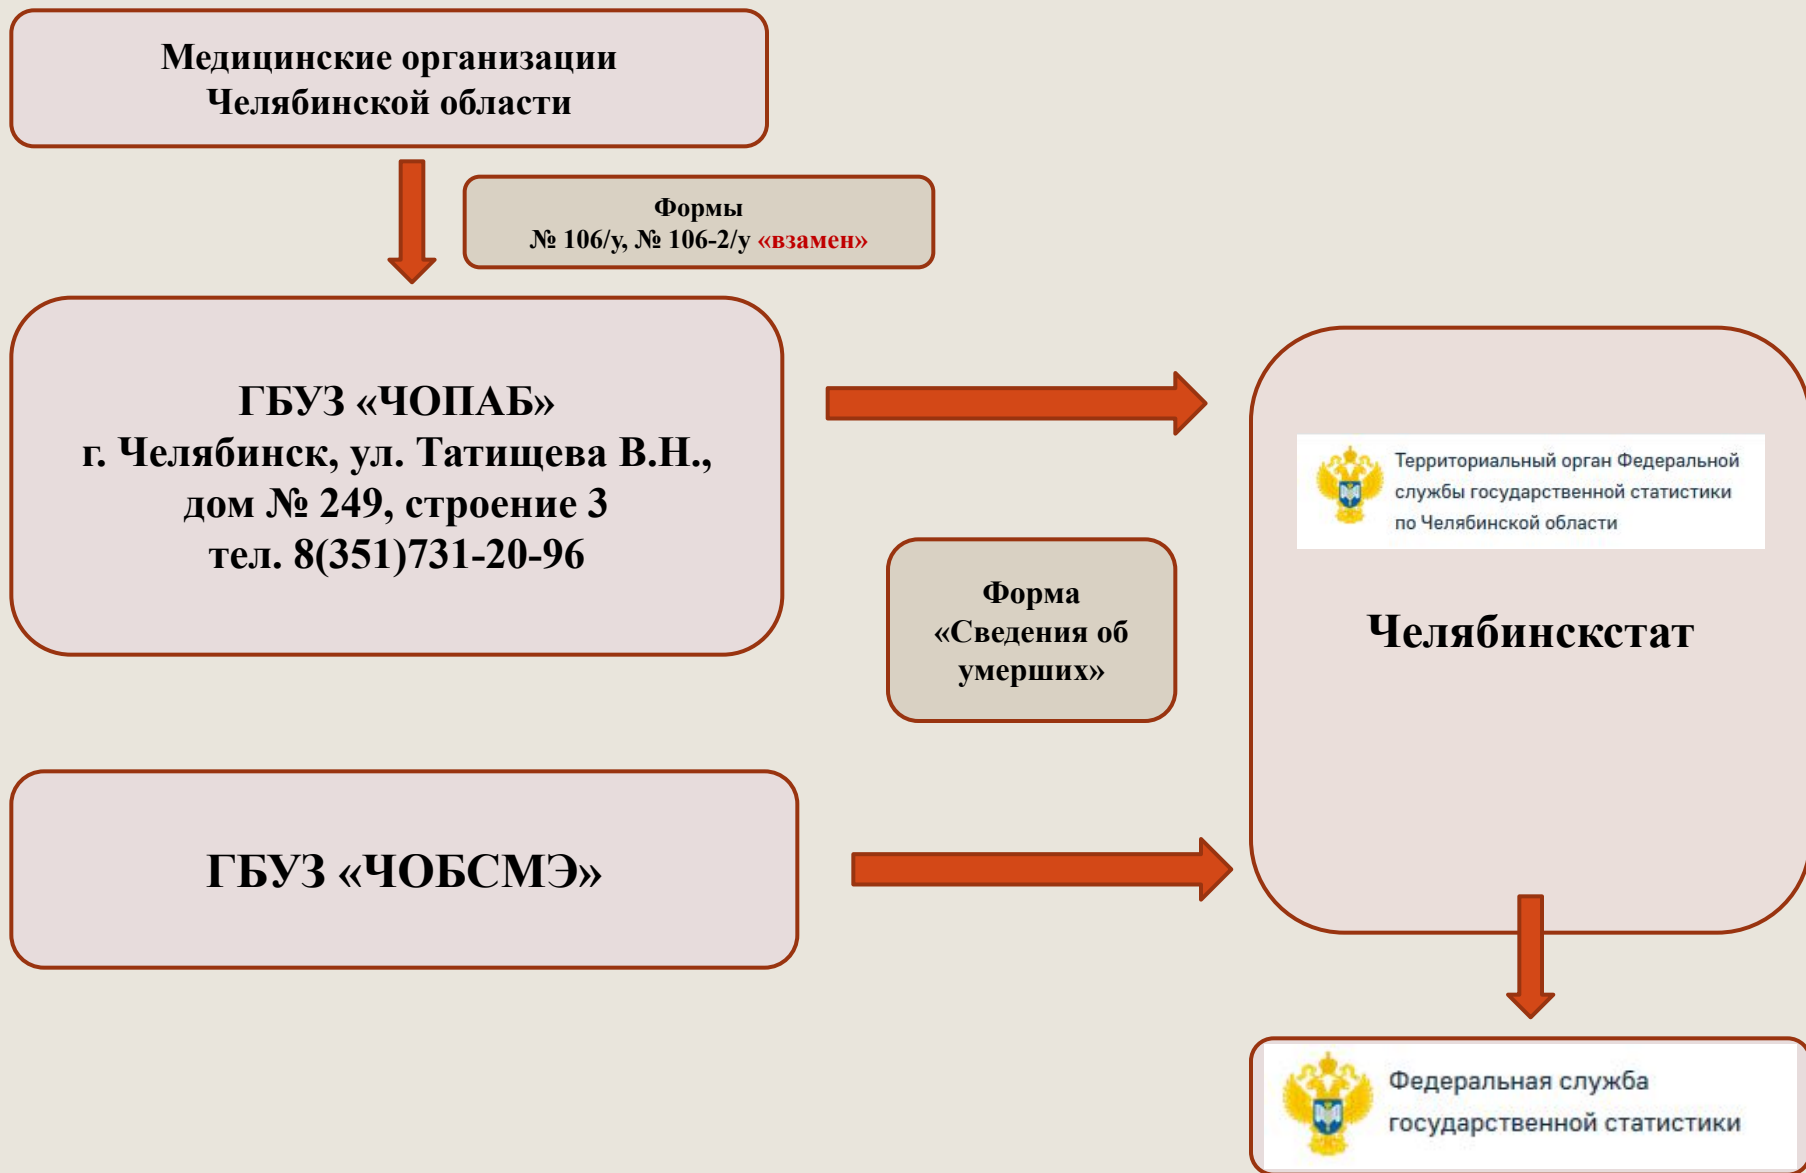 Медицинские организации
Челябинской области
Формы
№ 106/у, № 106-2/у «взамен»
ГБУЗ «ЧОПАБ»
г. Челябинск, ул. Татищева В.Н.,
дом № 249, строение 3
тел. 8(351)731-20-96
Территориальный орган Федеральной
службы государственной статистики
по Челябинской области
Челябинскстат
Форма
«Сведения об
умерших»
ГБУЗ «ЧОБСМЭ»
Федеральная служба
государственной статистики